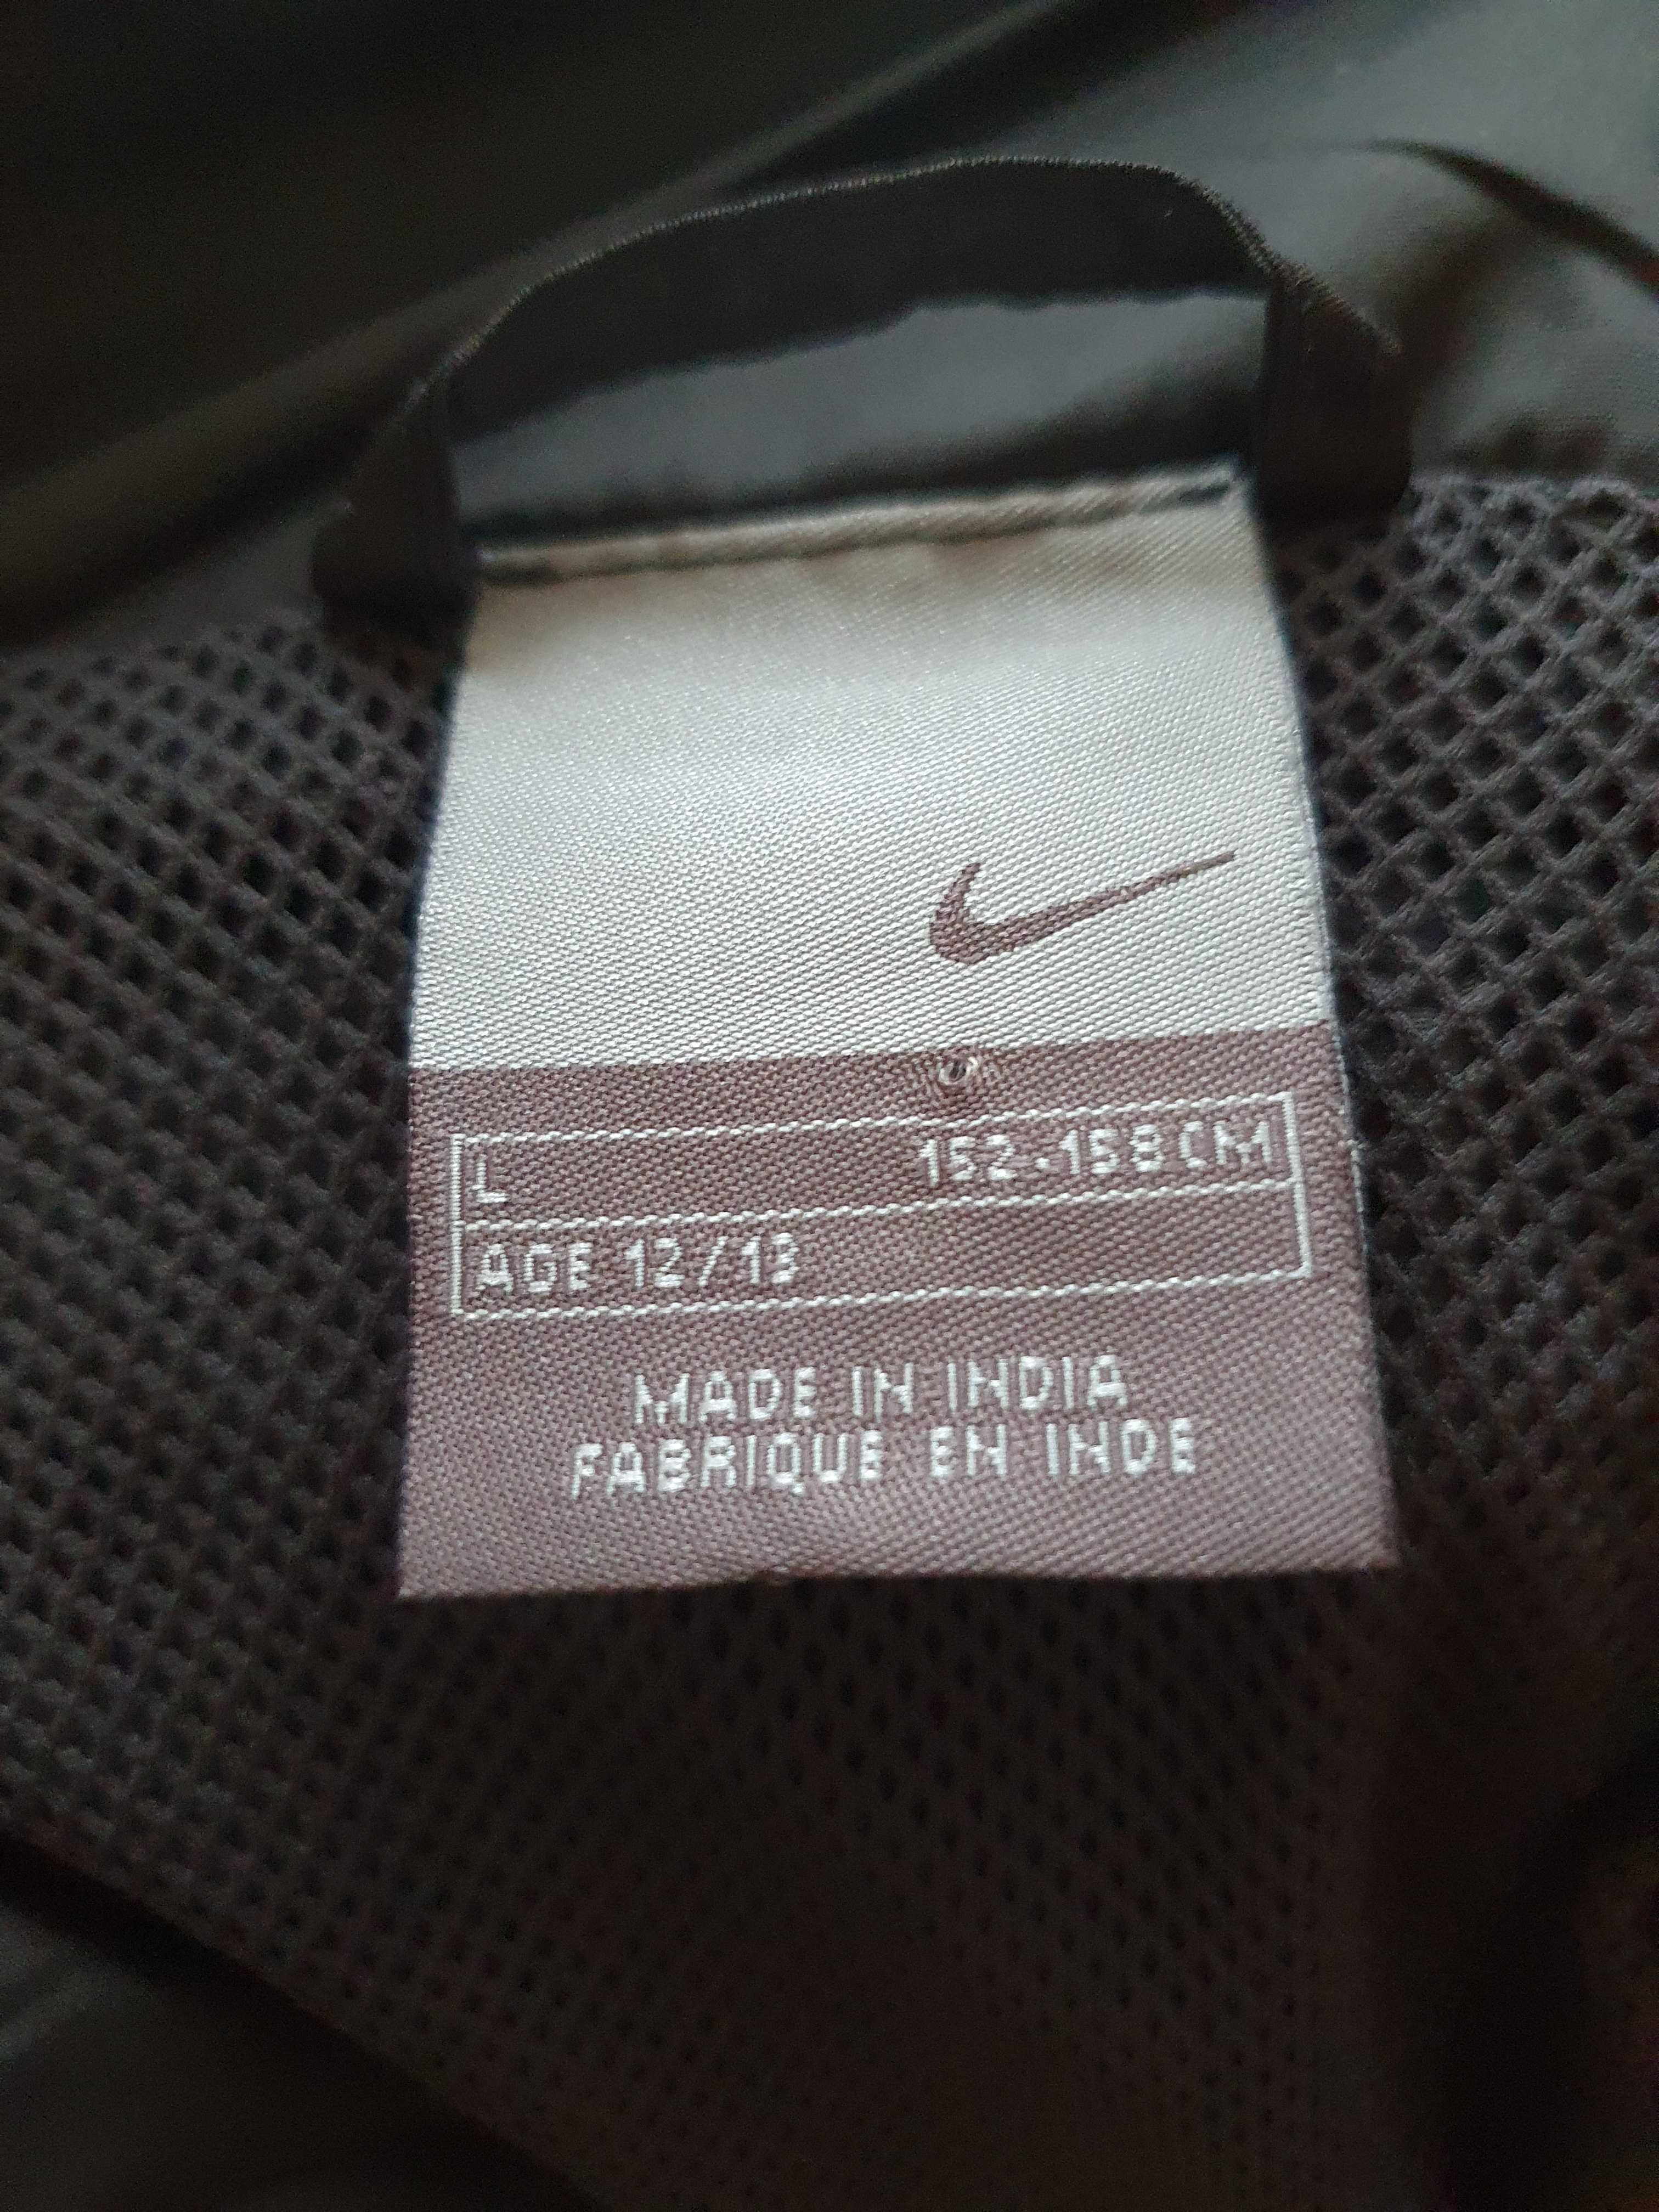 L 152-158CM
AGE 12/13
MADE IN INDIA
FABRIQUE EN INDE